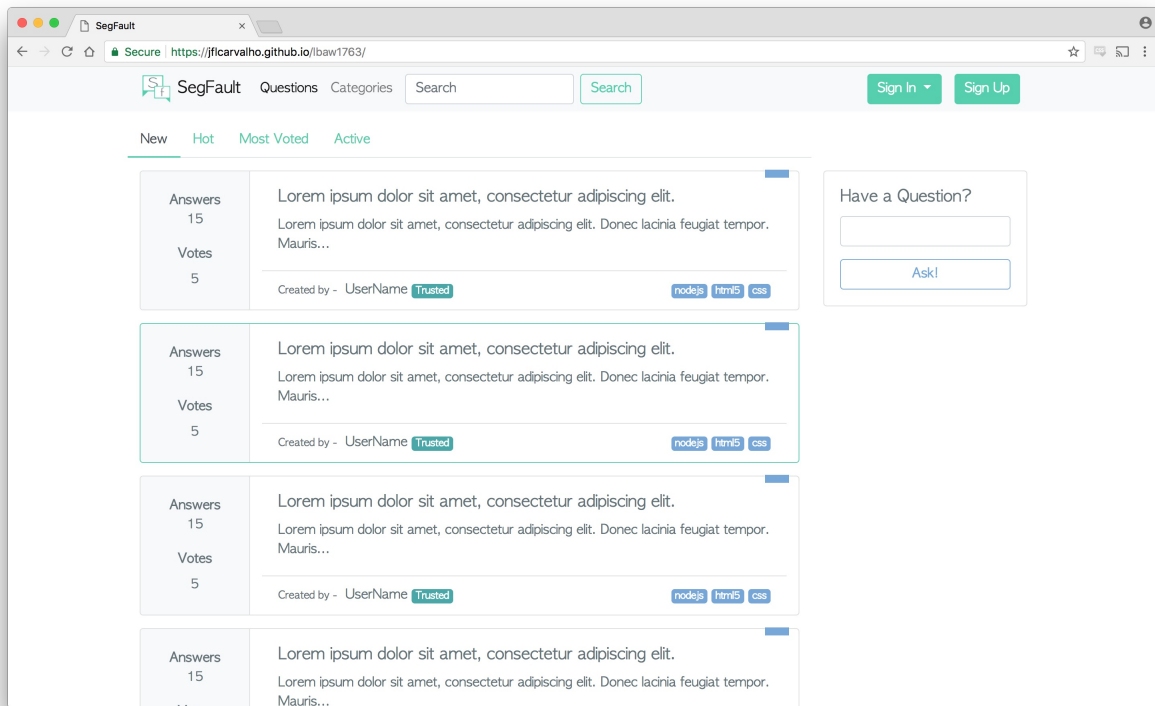 SegFault
Secure https://jflcarvalho.github.io/lbaw1763/
Sf SegFault Questions Categories Search Search Sign In Sign Up
New Hot Most Voted Active
Answers
15
Votes
5
Lorem ipsum dolor sit amet, consectetur adipiscing elit.
Lorem ipsum dolor sit amet, consectetur adipiscing elit. Donec lacinia feugiat tempor.
Mauris...
Created by - UserName Trusted nodejs html5 css
Have a Question?
Ask!
Answers
15
Votes
5
Lorem ipsum dolor sit amet, consectetur adipiscing elit.
Lorem ipsum dolor sit amet, consectetur adipiscing elit. Donec lacinia feugiat tempor.
Mauris...
Created by - UserName Trusted nodejs html5 css
Answers
15
Votes
5
Lorem ipsum dolor sit amet, consectetur adipiscing elit.
Lorem ipsum dolor sit amet, consectetur adipiscing elit. Donec lacinia feugiat tempor.
Mauris...
Created by - UserName Trusted nodejs html5 css
Answers
15
Lorem ipsum dolor sit amet, consectetur adipiscing elit.
Lorem ipsum dolor sit amet, consectetur adipiscing elit. Donec lacinia feugiat tempor.
Mauris...